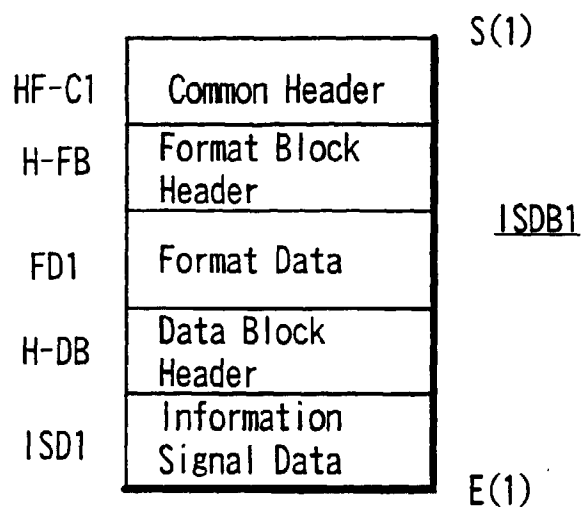 S(1)
HF-C1 Common Header
H-FB Format Block
Header
ISDB1
FD1 Format Data
H-DB Data Block
Header
ISD1 Information
Signal Data
E(1)